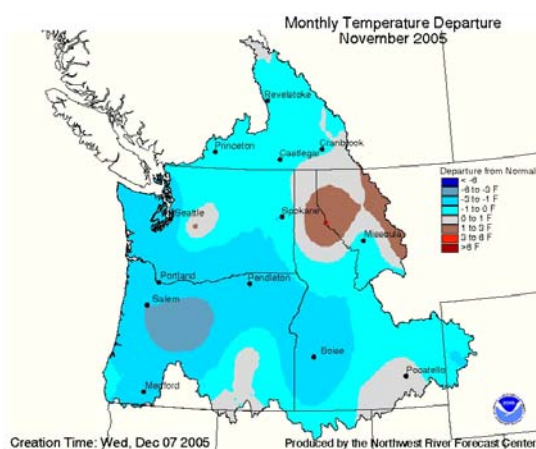 Monthly Temperature Departure
November 2005
Revelstoke
Princeton
Castlegar
Cranbrook
Departure from Normal
< -6
-6 to -3 F
-3 to -1 F
-1 to 0 F
0 to 1 F
1 to 3 F
3 to 6 F
>6 F
Seattle
Spokane
Missoula
Portland
Pendleton
Salem
Boise
Pocatello
Medford
Creation Time: Wed, Dec 07 2005
Produced by the Northwest River Forecast Center